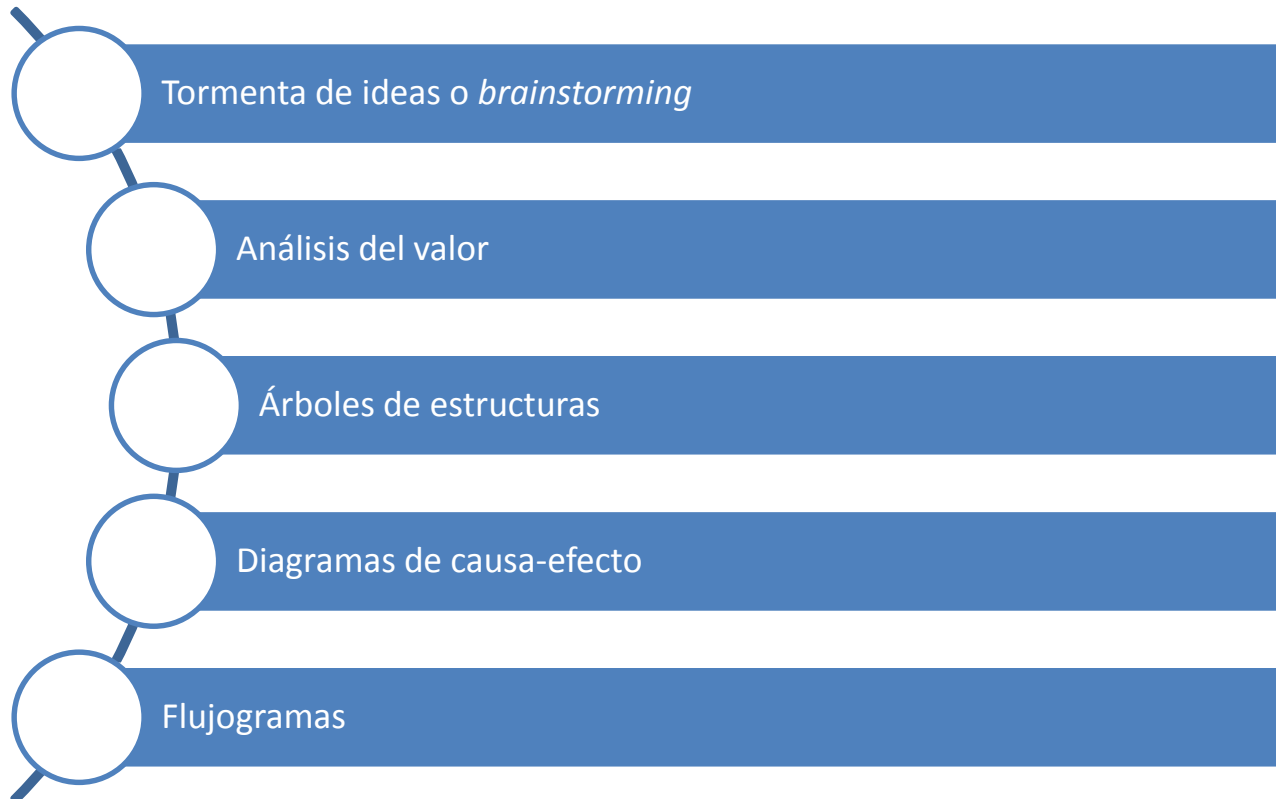 Tormenta de ideas o brainstorming
Análisis del valor
Árboles de estructuras
Diagramas de causa-efecto
Flujogramas